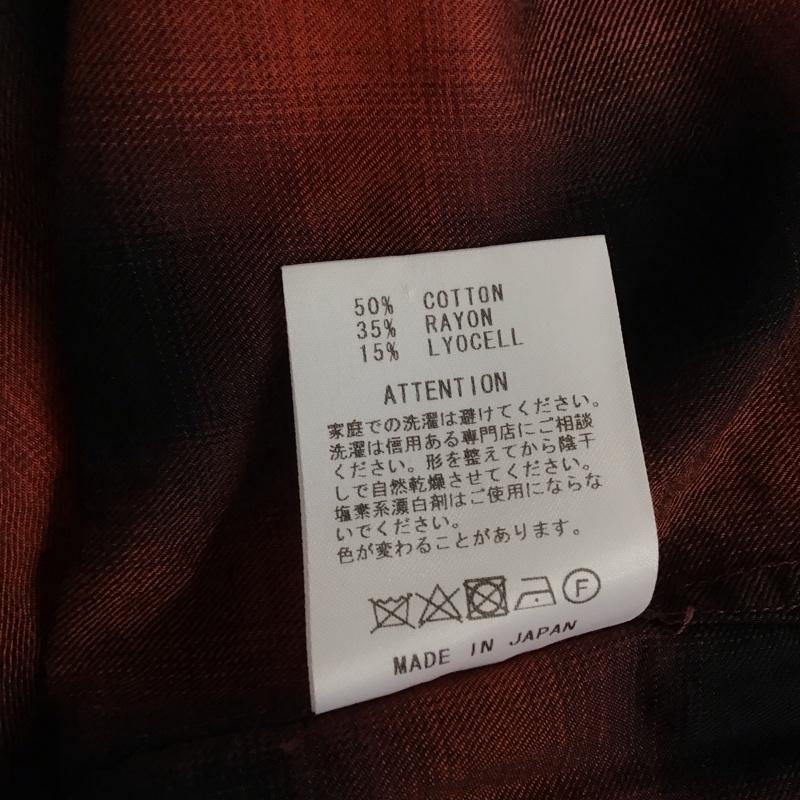 50% COTTON
35% RAYON
15% LYOCELL
ATTENTION
家庭での洗濯は避けてください。
洗濯は信用ある専門店にご相談
ください。形を整えてから陰干
しで自然乾燥させてください。
塩素系漂白剤はご使用にならな
いでください。
色が変わることがあります。
F
MADE IN JAPAN